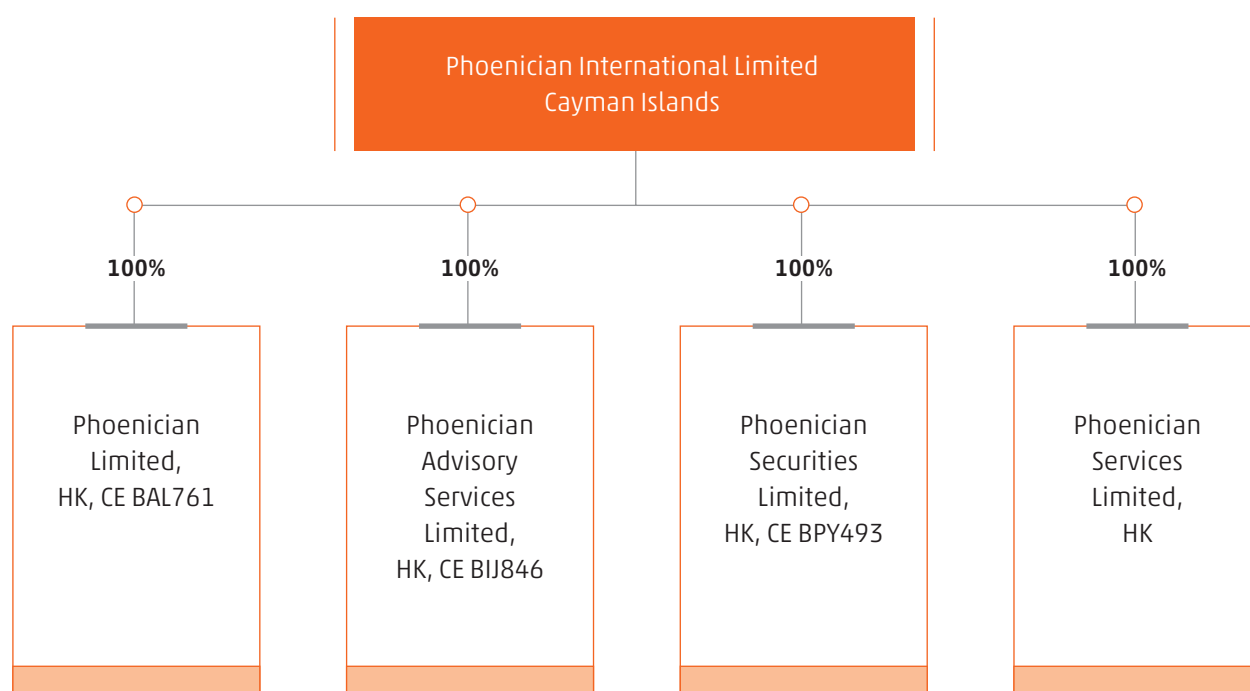 Phoenician International Limited
Cayman Islands
100%
100%
100%
100%
Phoenician
Limited,
HK, CE BAL761
Phoenician
Advisory
Services
Limited,
HK, CE BIJ846
Phoenician
Securities
Limited,
HK, CE BPY493
Phoenician
Services
Limited,
HK